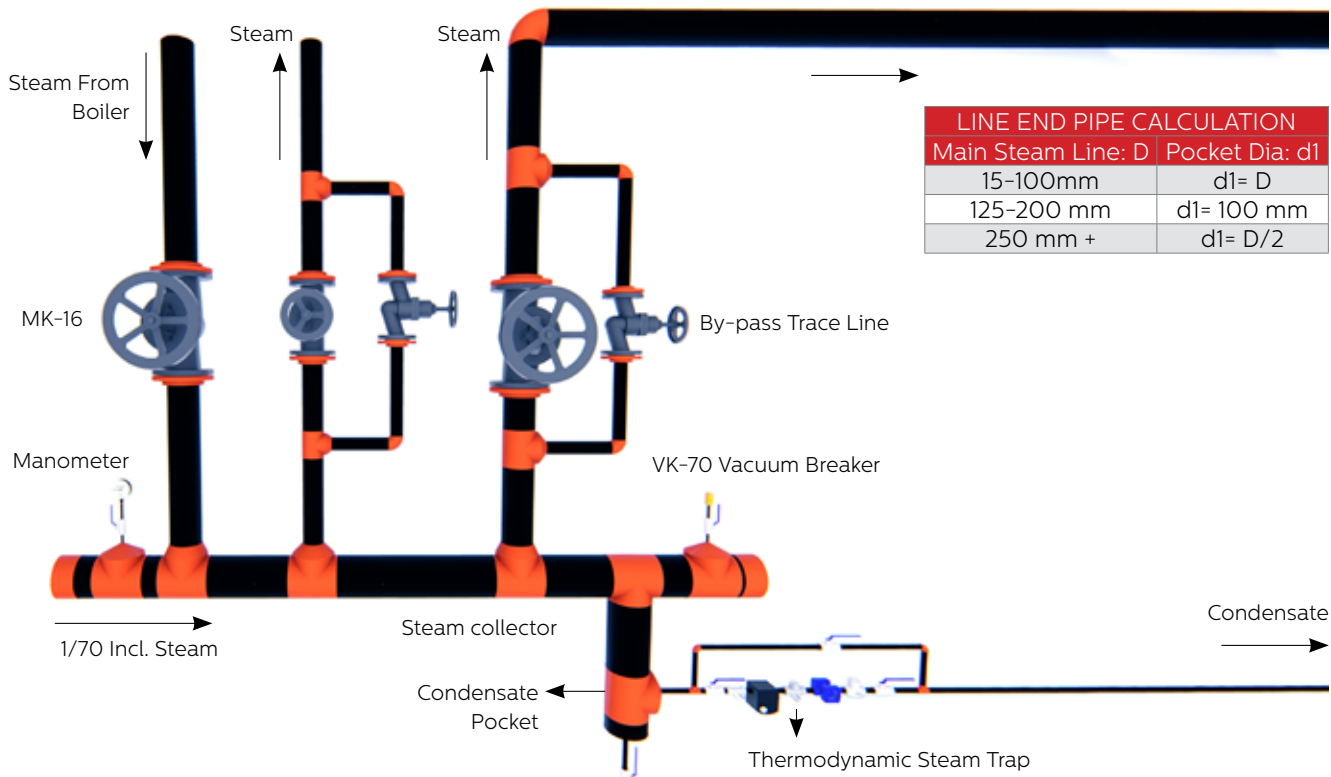 Steam
Steam
Steam From
Boiler
LINE END PIPE CALCULATION
Main Steam Line: D Pocket Dia: d1
15-100mm d1= D
125-200 mm d1= 100 mm
250 mm + d1= D/2
MK-16
By-pass Trace Line
Manometer
VK-70 Vacuum Breaker
1/70 Incl. Steam
Steam collector
Condensate
Condensate
Pocket
Thermodynamic Steam Trap